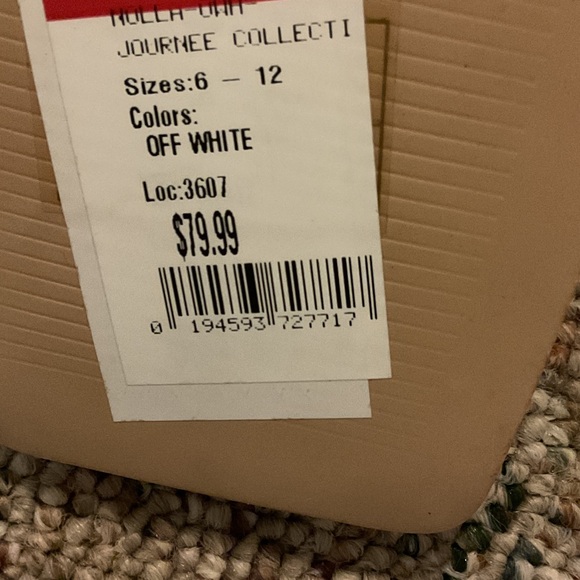 JOURNEE COLLECTI
Sizes:6 - 12
Colors:
OFF WHITE
Loc:3607
$79.99
0 194593 727717